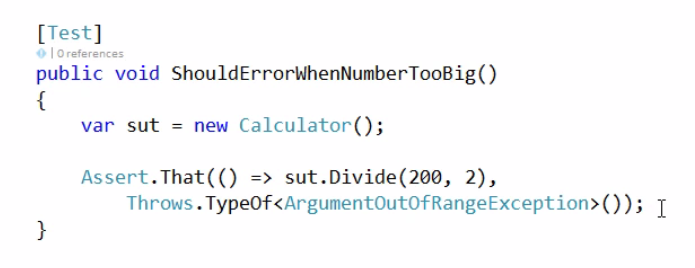 [Test]
| 0 references
public void ShouldErrorWhenNumberTooBig()
{
    var sut = new Calculator();
    Assert.That(() => sut.Divide(200, 2),
        Throws.TypeOf<ArgumentOutOfRangeException>());
}